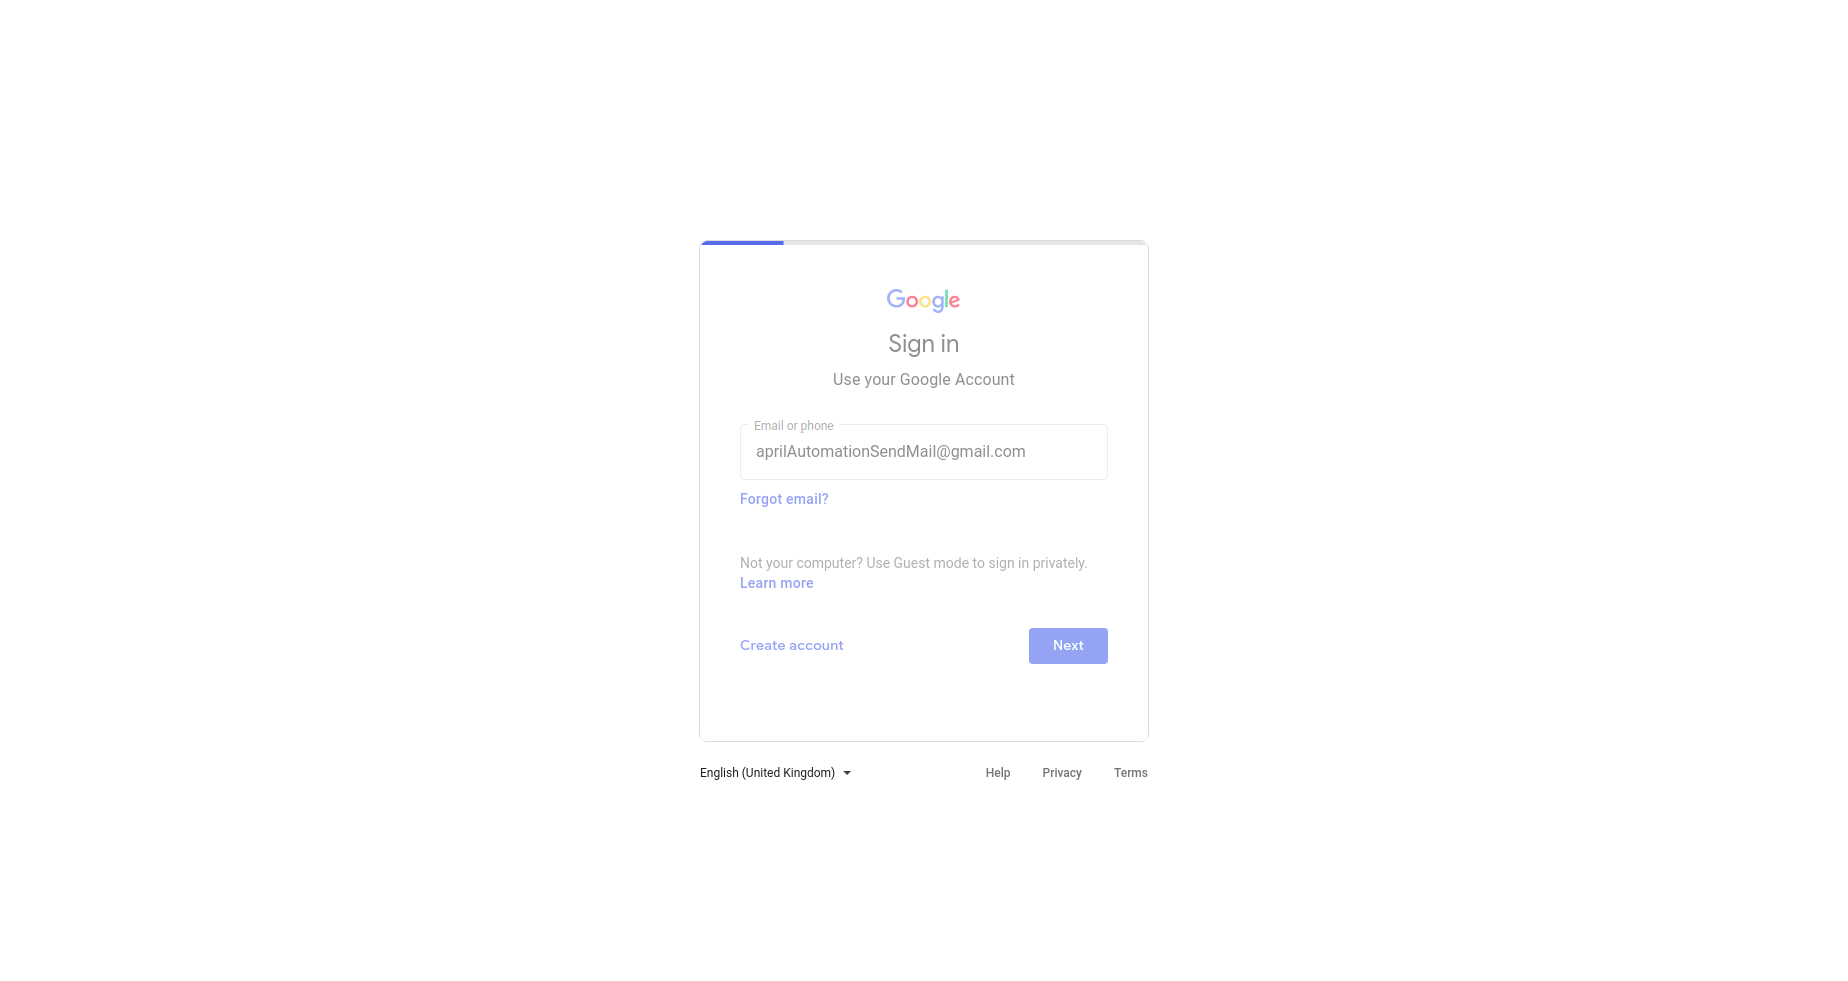 Google
Sign in
Use your Google Account
Email or phone
aprilAutomationSendMail@gmail.com
Forgot email?
Not your computer? Use Guest mode to sign in privately.
Learn more
Create account
Next
English (United Kingdom)
Help
Privacy
Terms